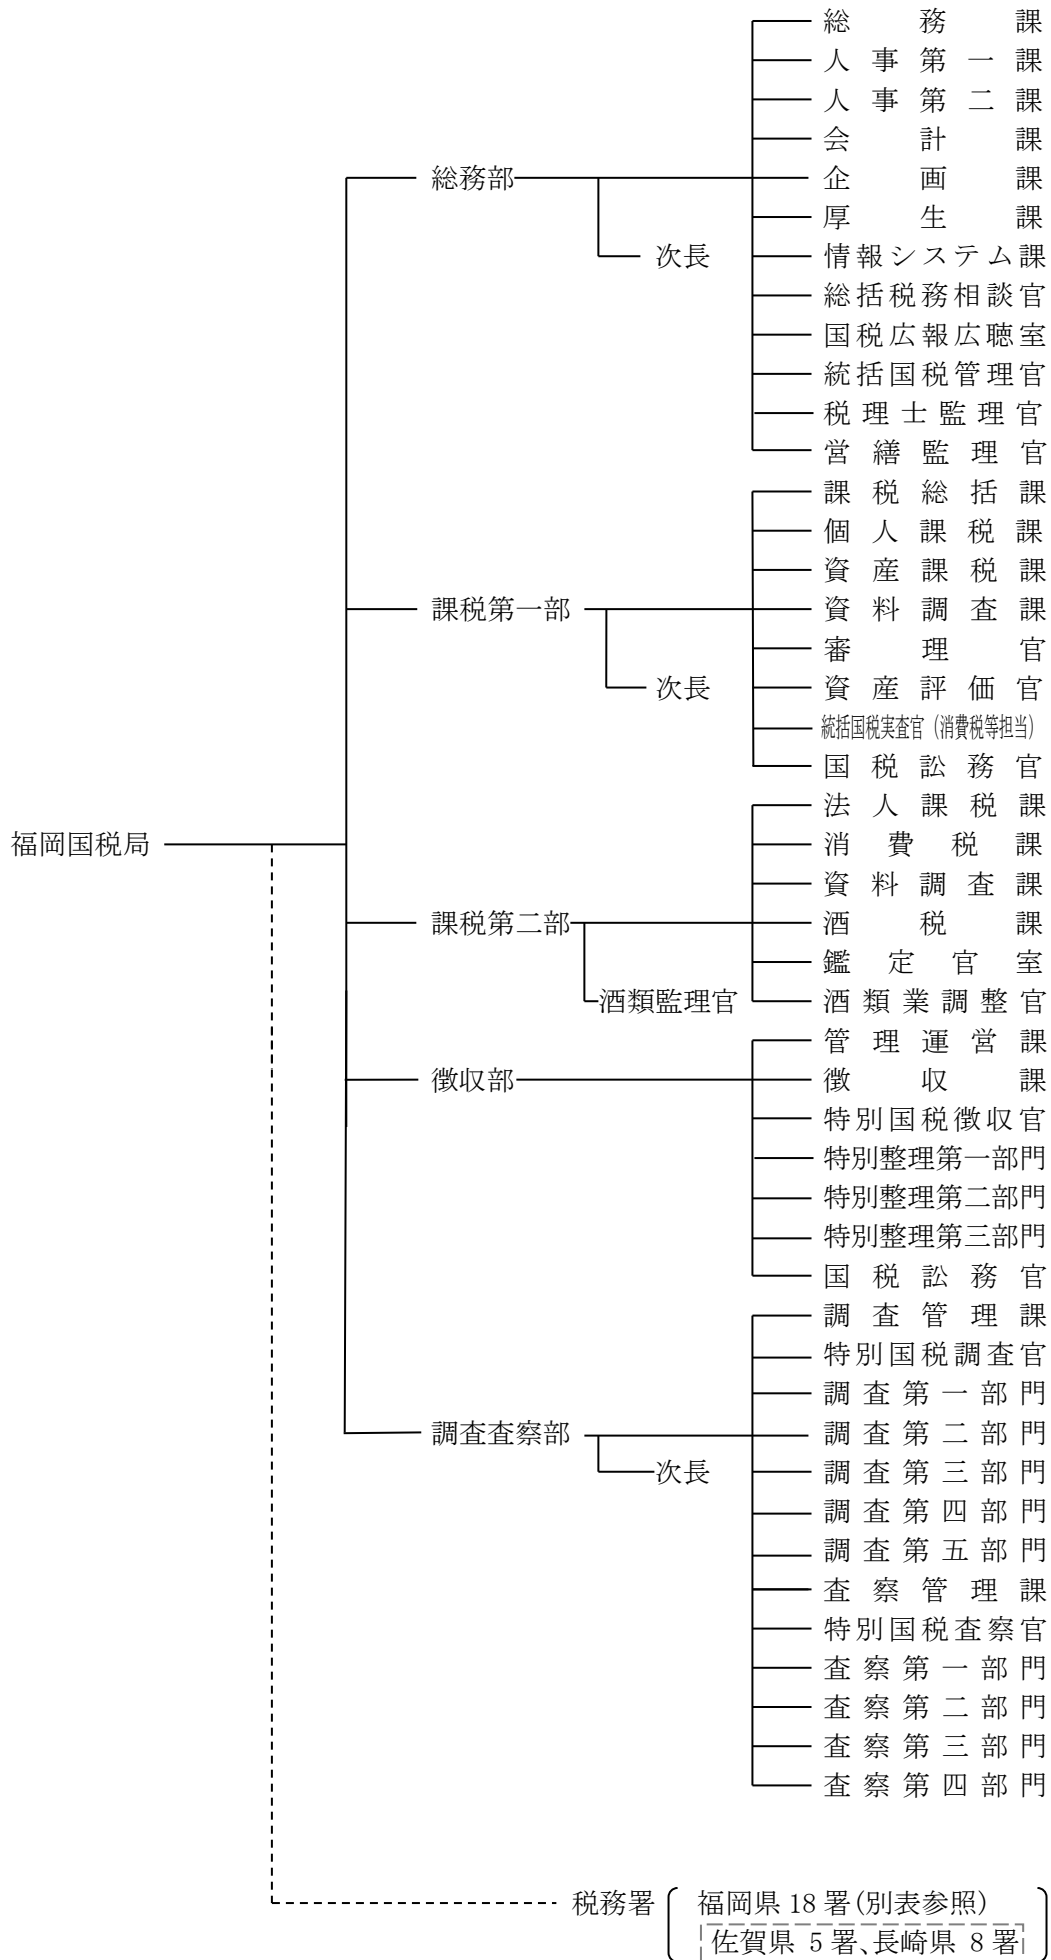 総務課
人事第一課
人事第二課
会計課
総務部
企画課
厚生課
次長
情報システム課
総括税務相談官
国税広報広聴室
統括国税管理官
税理士監理官
営繕監理官
課税総括課
個人課税課
資産課税課
課税第一部
資料調査課
審理官
次長
資産評価官
統括国税実査官（消費税等担当）
国税訟務官
法人課税課
福岡国税局
消費税課
資料調査課
課税第二部
酒税課
鑑定官室
酒類監理官
酒類業調整官
管理運営課
徴収部
徴収課
特別国税徴収官
特別整理第一部門
特別整理第二部門
特別整理第三部門
国税訟務官
調査管理課
特別国税調査官
調査第一部門
調査査察部
調査第二部門
次長
調査第三部門
調査第四部門
調査第五部門
査察管理課
特別国税査察官
査察第一部門
査察第二部門
査察第三部門
査察第四部門
税務署
福岡県 18 署(別表参照)
佐賀県 5 署、長崎県 8 署